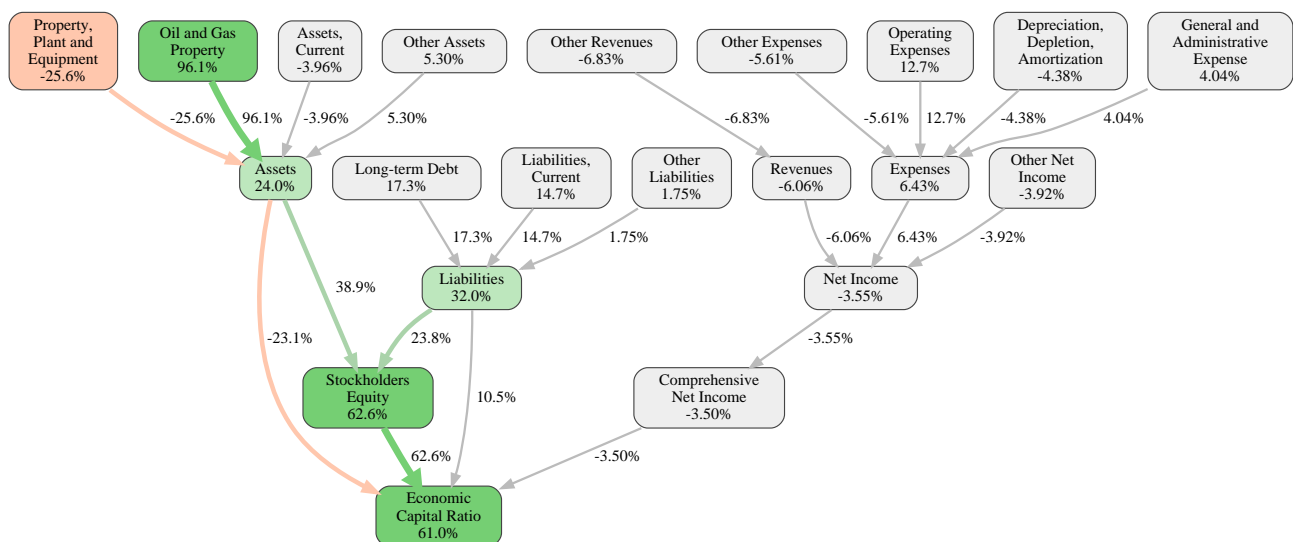 Property,
Plant and
Equipment
-25.6%
Oil and Gas
Property
96.1%
Assets,
Current
-3.96%
Other Assets
5.30%
Other Revenues
-6.83%
Other Expenses
-5.61%
Operating
Expenses
12.7%
Depreciation,
Depletion,
Amortization
-4.38%
General and
Administrative
Expense
4.04%
-25.6%
96.1%
-3.96%
5.30%
-6.83%
-5.61%
12.7%
-4.38%
4.04%
Assets
24.0%
Long-term Debt
17.3%
Liabilities,
Current
14.7%
Other
Liabilities
1.75%
Revenues
-6.06%
Expenses
6.43%
Other Net
Income
-3.92%
17.3%
14.7%
1.75%
-6.06%
6.43%
-3.92%
38.9%
Liabilities
32.0%
Net Income
-3.55%
-23.1%
23.8%
-3.55%
Stockholders
Equity
62.6%
10.5%
Comprehensive
Net Income
-3.50%
62.6%
-3.50%
Economic
Capital Ratio
61.0%